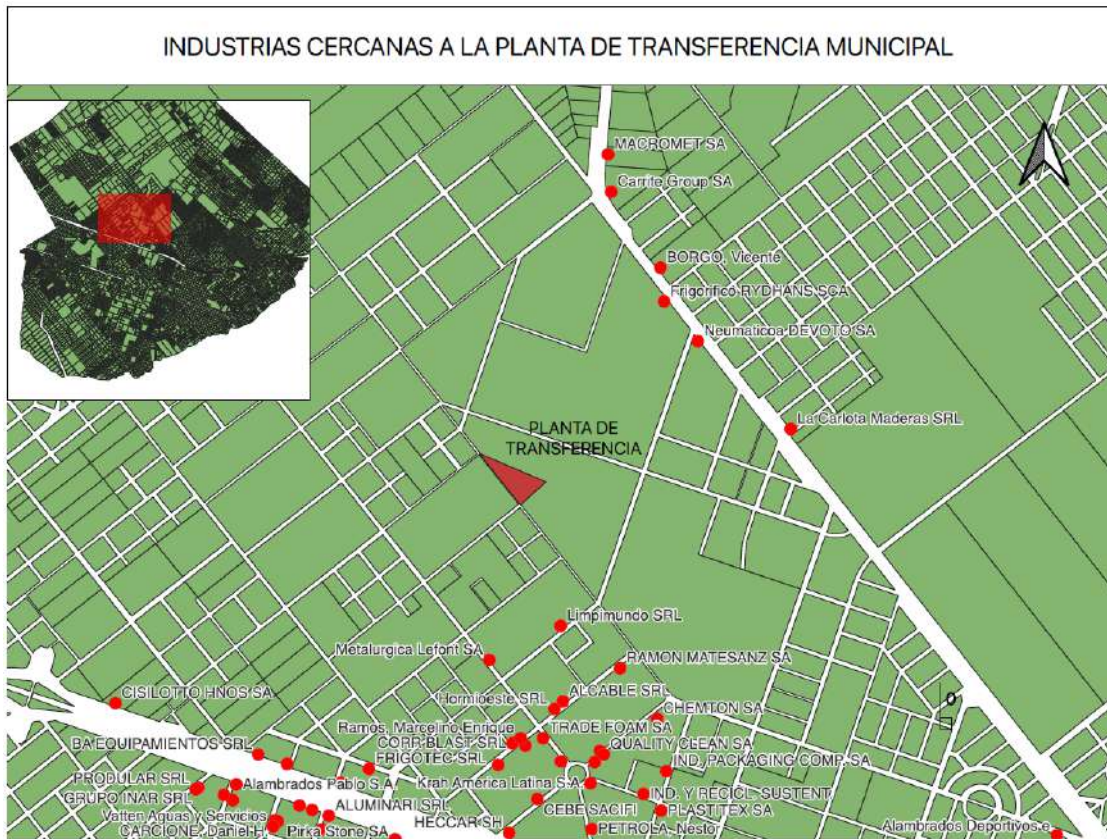 INDUSTRIAS CERCANAS A LA PLANTA DE TRANSFERENCIA MUNICIPAL
MACROMET SA
Carrife Group SA
BORGO, Vicente
Frigorifico RYDHANS SCA
Neumaticoa DEVOTO SA
La Carlota Maderas SRL
PLANTA DE
TRANSFERENCIA
Limpimundo SRL
Metalurgica Lefont SA
RAMON MATESANZ SA
CISILOTTO HNOS SA
ALCABLE SRL
Hormioeste SRL
CHEMTON SA
Ramos, Marcelino Enrique
TRADE FOAM SA
CORR BLAST SRL
QUALITY CLEAN SA
BA EQUIPAMIENTOS SRL
FRIGOTEC SRL
IND. PACKAGING COMP. SA
PRODULAR SRL
Alambrados Pablo S.A.
Krah América Latina S.A.
GRUPO INAR SRL
IND. Y RECICL. SUSTENT.
ALUMINARI SRL
CEBE SACIFI
PLASTITEX SA
Vatten Aguas y Servicios
HECCAR SH
CARCIONE, Daniel H.
Pirka Stone SA
PETROLA, Nestor
Alambrados Deportivos e